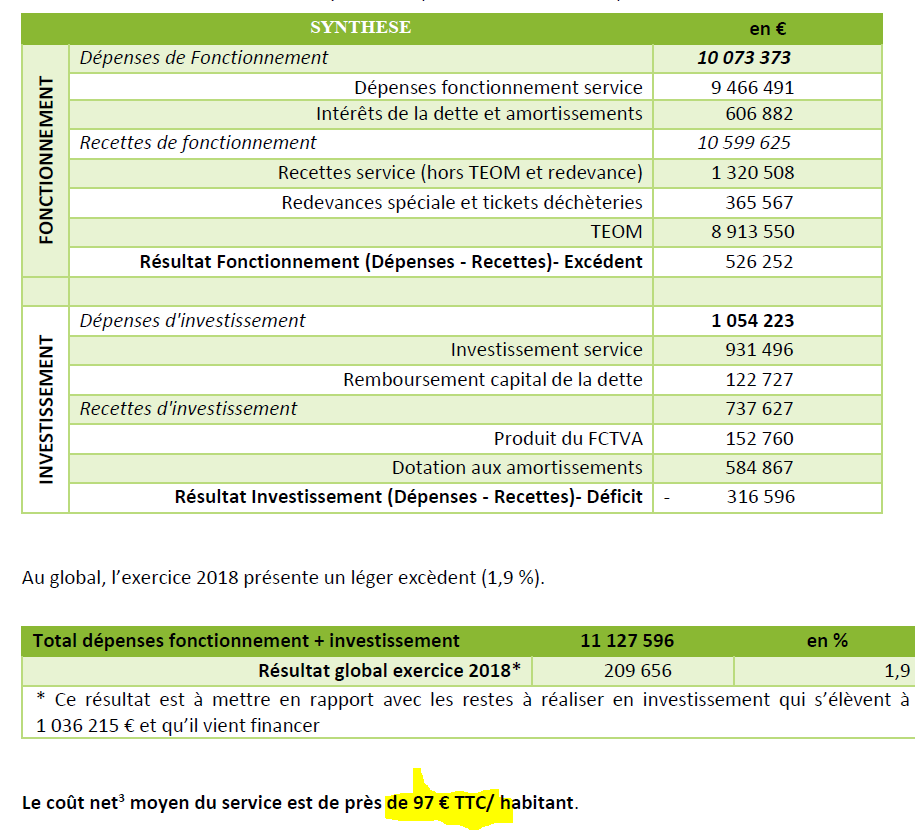 SYNTHESE en €
FONCTIONNEMENT
Dépenses de Fonctionnement 10 073 373
Dépenses fonctionnement service 9 466 491
Intérêts de la dette et amortissements 606 882
Recettes de fonctionnement 10 599 625
Recettes service (hors TEOM et redevance) 1 320 508
Redevances spéciale et tickets déchèteries 365 567
TEOM 8 913 550
Résultat Fonctionnement (Dépenses - Recettes)- Excédent 526 252
INVESTISSEMENT
Dépenses d'investissement 1 054 223
Investissement service 931 496
Remboursement capital de la dette 122 727
Recettes d'investissement 737 627
Produit du FCTVA 152 760
Dotation aux amortissements 584 867
Résultat Investissement (Dépenses - Recettes)- Déficit - 316 596
Au global, l’exercice 2018 présente un léger excèdent (1,9 %).
Total dépenses fonctionnement + investissement 11 127 596 en %
Résultat global exercice 2018* 209 656 1,9
* Ce résultat est à mettre en rapport avec les restes à réaliser en investissement qui s’élèvent à
1 036 215 € et qu’il vient financer
Le coût net³ moyen du service est de près de 97 € TTC/ habitant.